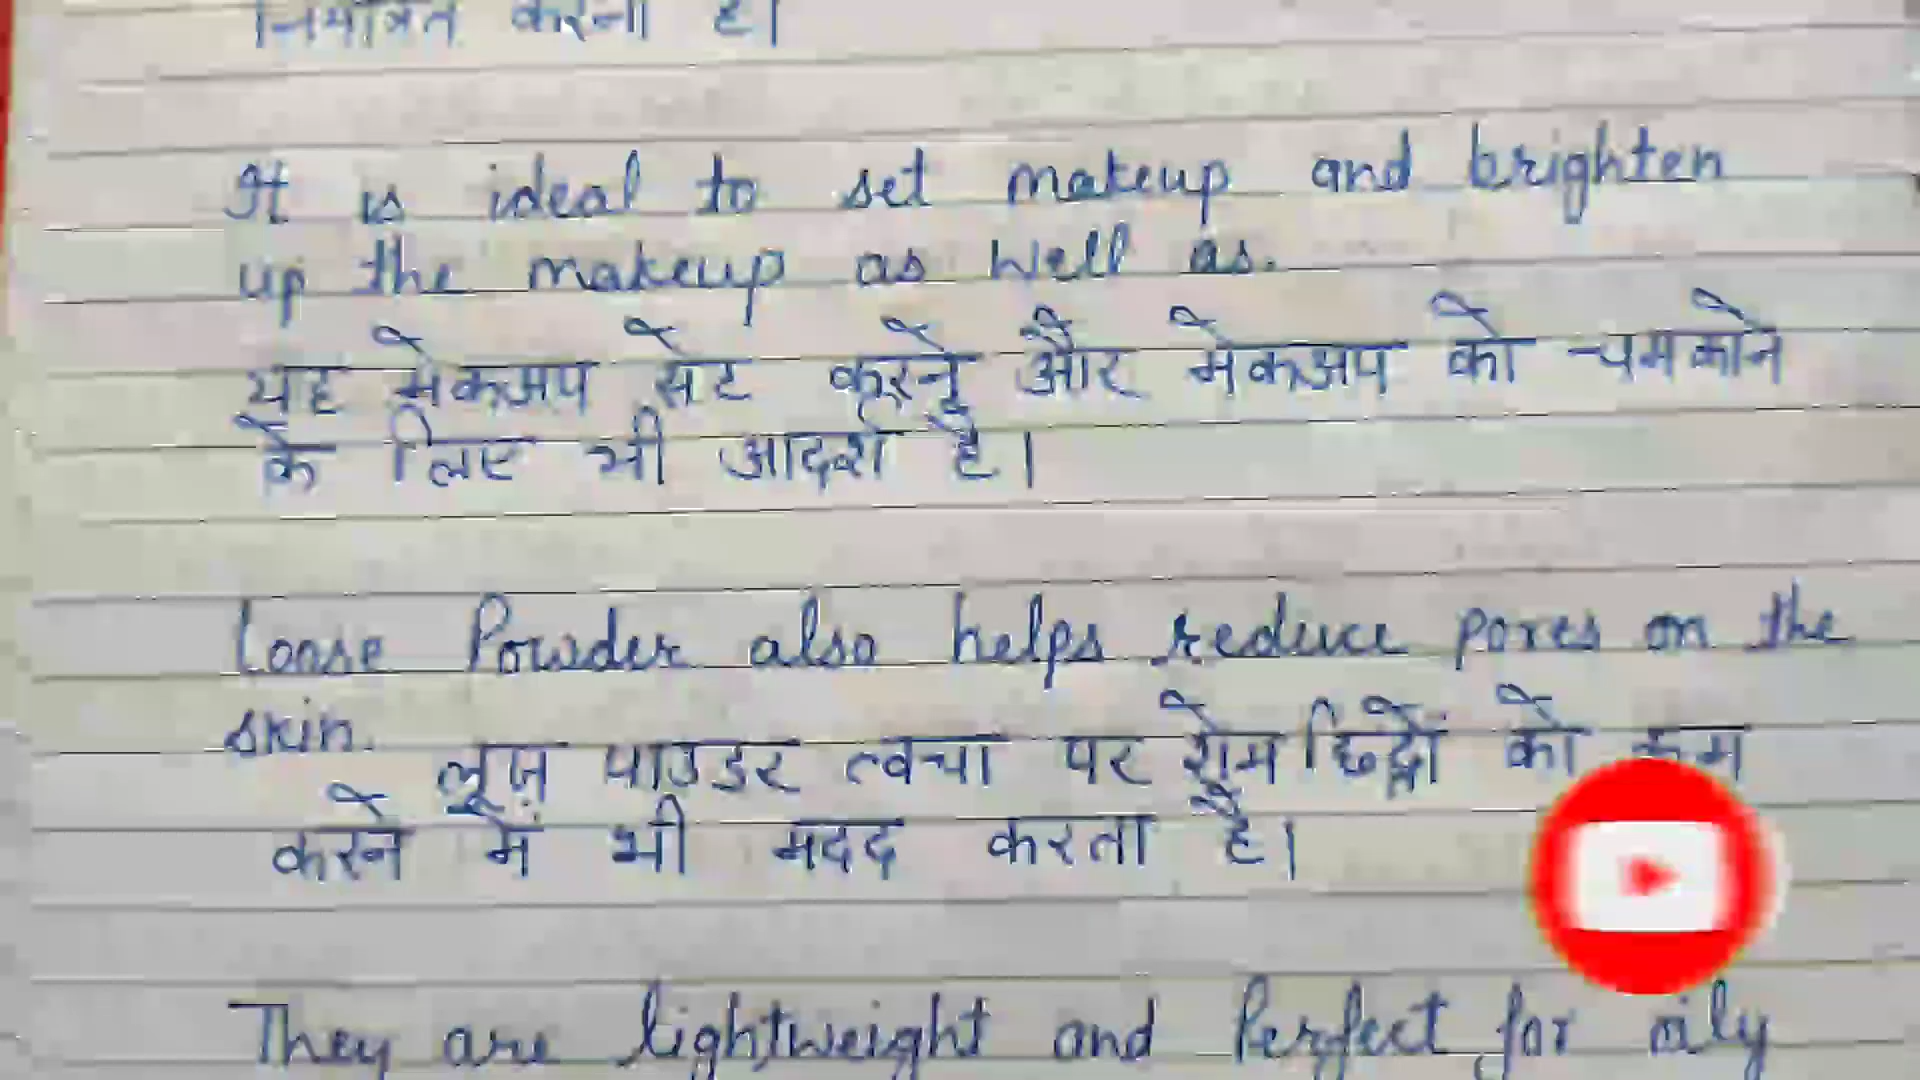 नियंत्रित करना है।
It is ideal to set makeup and brighten
up the makeup as well as.
यह मेकअप सेट करने और मेकअप को चमकाने
के लिए भी आदर्श है।
Loose Powder also helps reduce pores on the
skin.
लूज़ पाउडर त्वचा पर रोम छिद्रों को कम
करने में भी मदद करता है।
They are lightweight and Perfect for oily